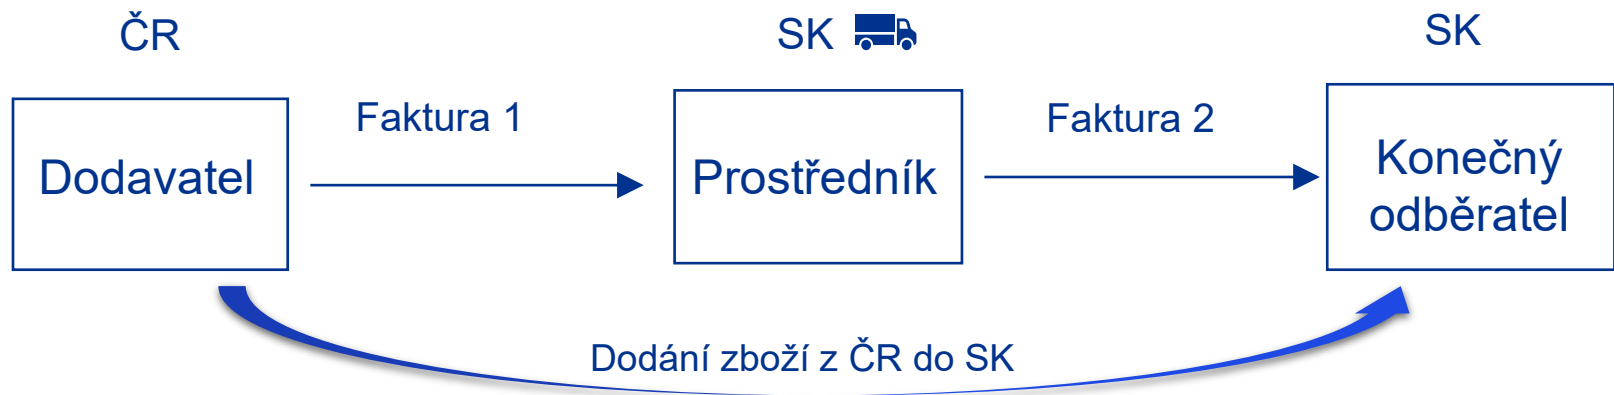 ČR
SK
SK
Dodavatel
Faktura 1
Prostředník
Faktura 2
Konečný
odběratel
Dodání zboží z ČR do SK